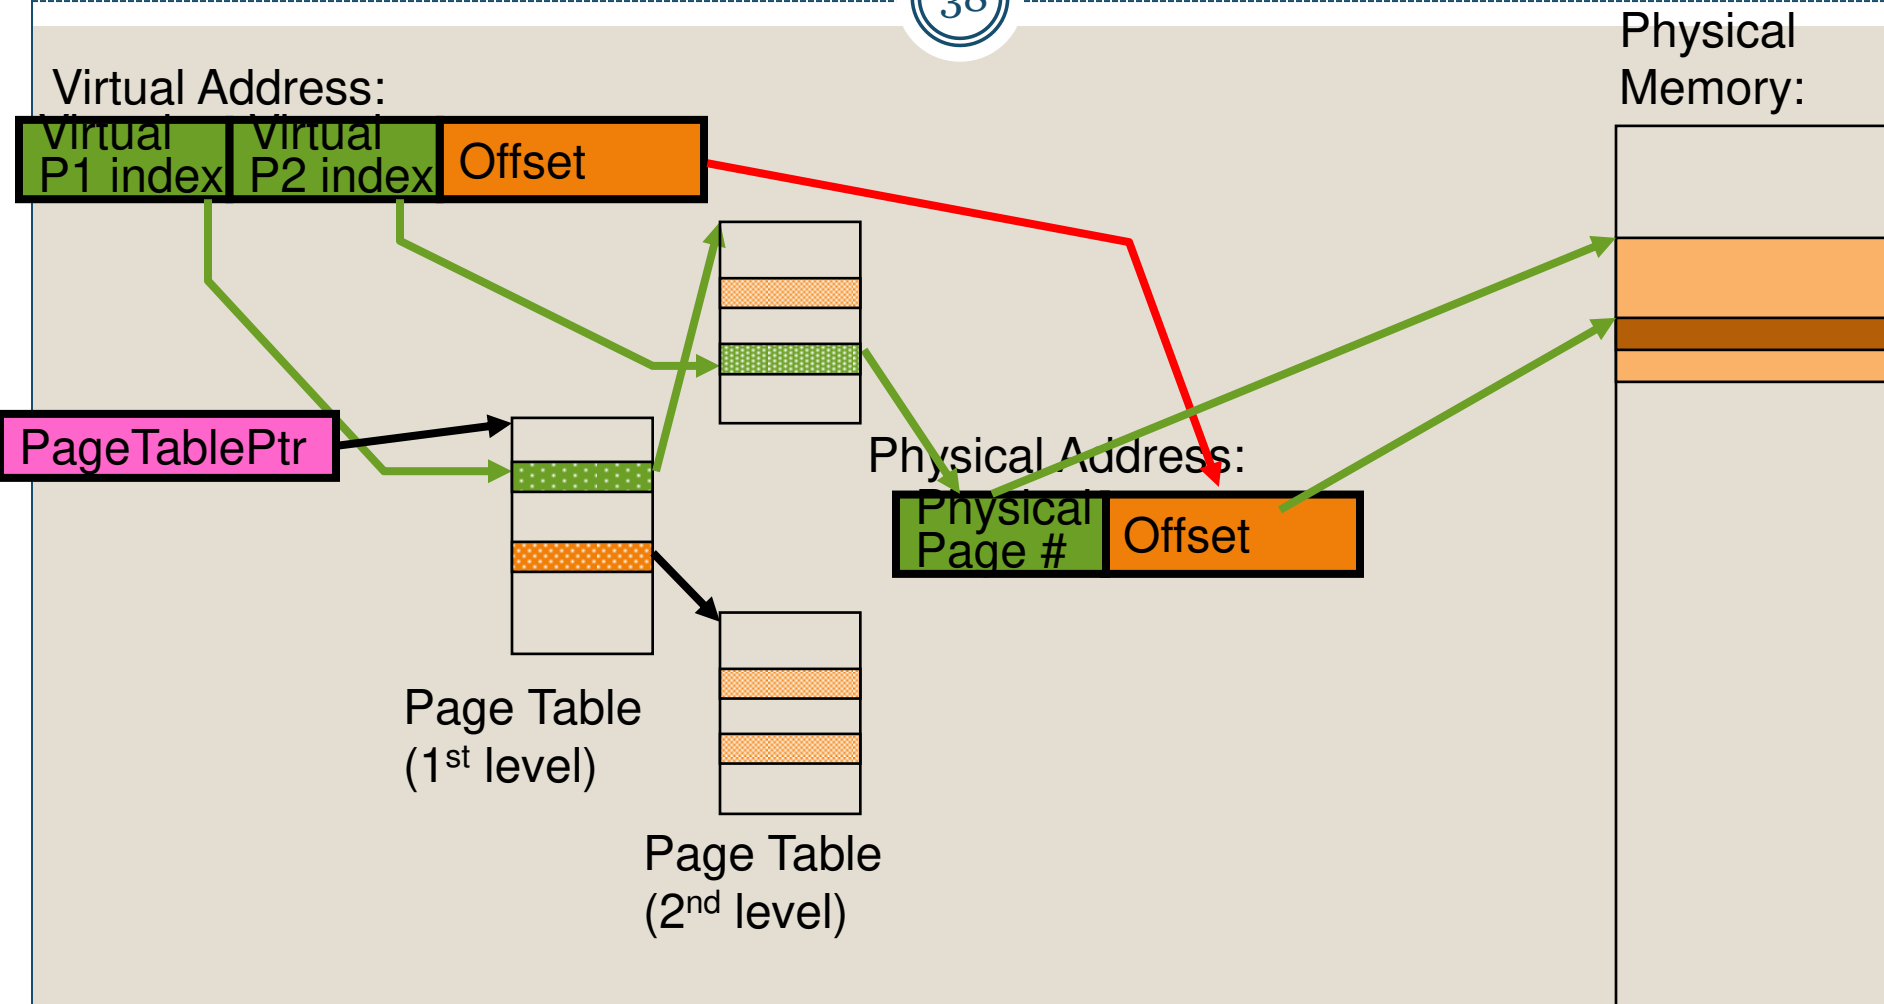 38
Physical
Memory:
Virtual Address:
Virtual
P1 index
Virtual
P2 index
Offset
PageTablePtr
Physical Address:
Physical
Page #
Offset
Page Table
(1st level)
Page Table
(2nd level)